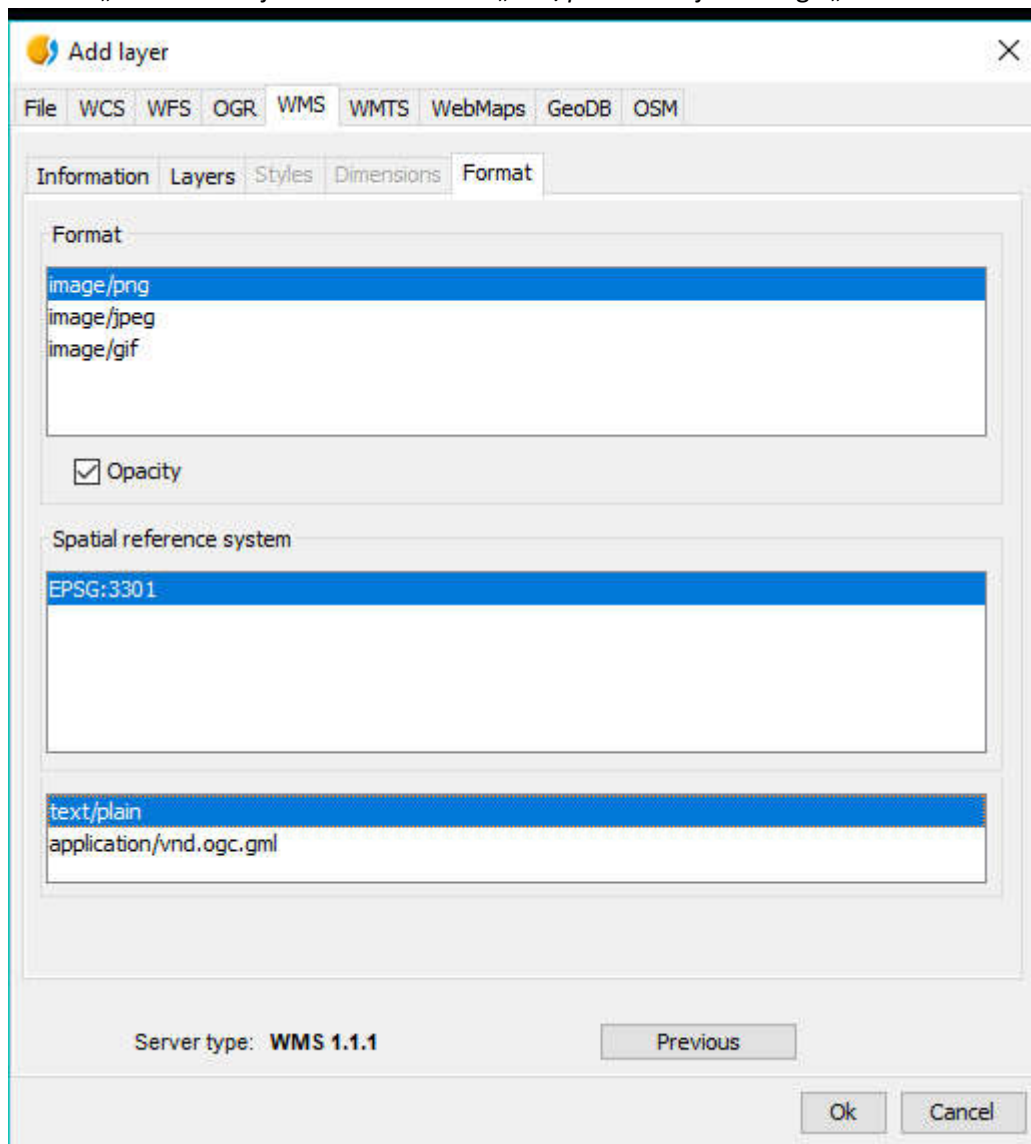 Add layer
File WCS WFS OGR WMS WMTS WebMaps GeoDB OSM
Information Layers Styles Dimensions Format
Format
image/png
image/jpeg
image/gif
Opacity
Spatial reference system
EPSG:3301
text/plain
application/vnd.ogc.gml
Server type: WMS 1.1.1 Previous
Ok Cancel